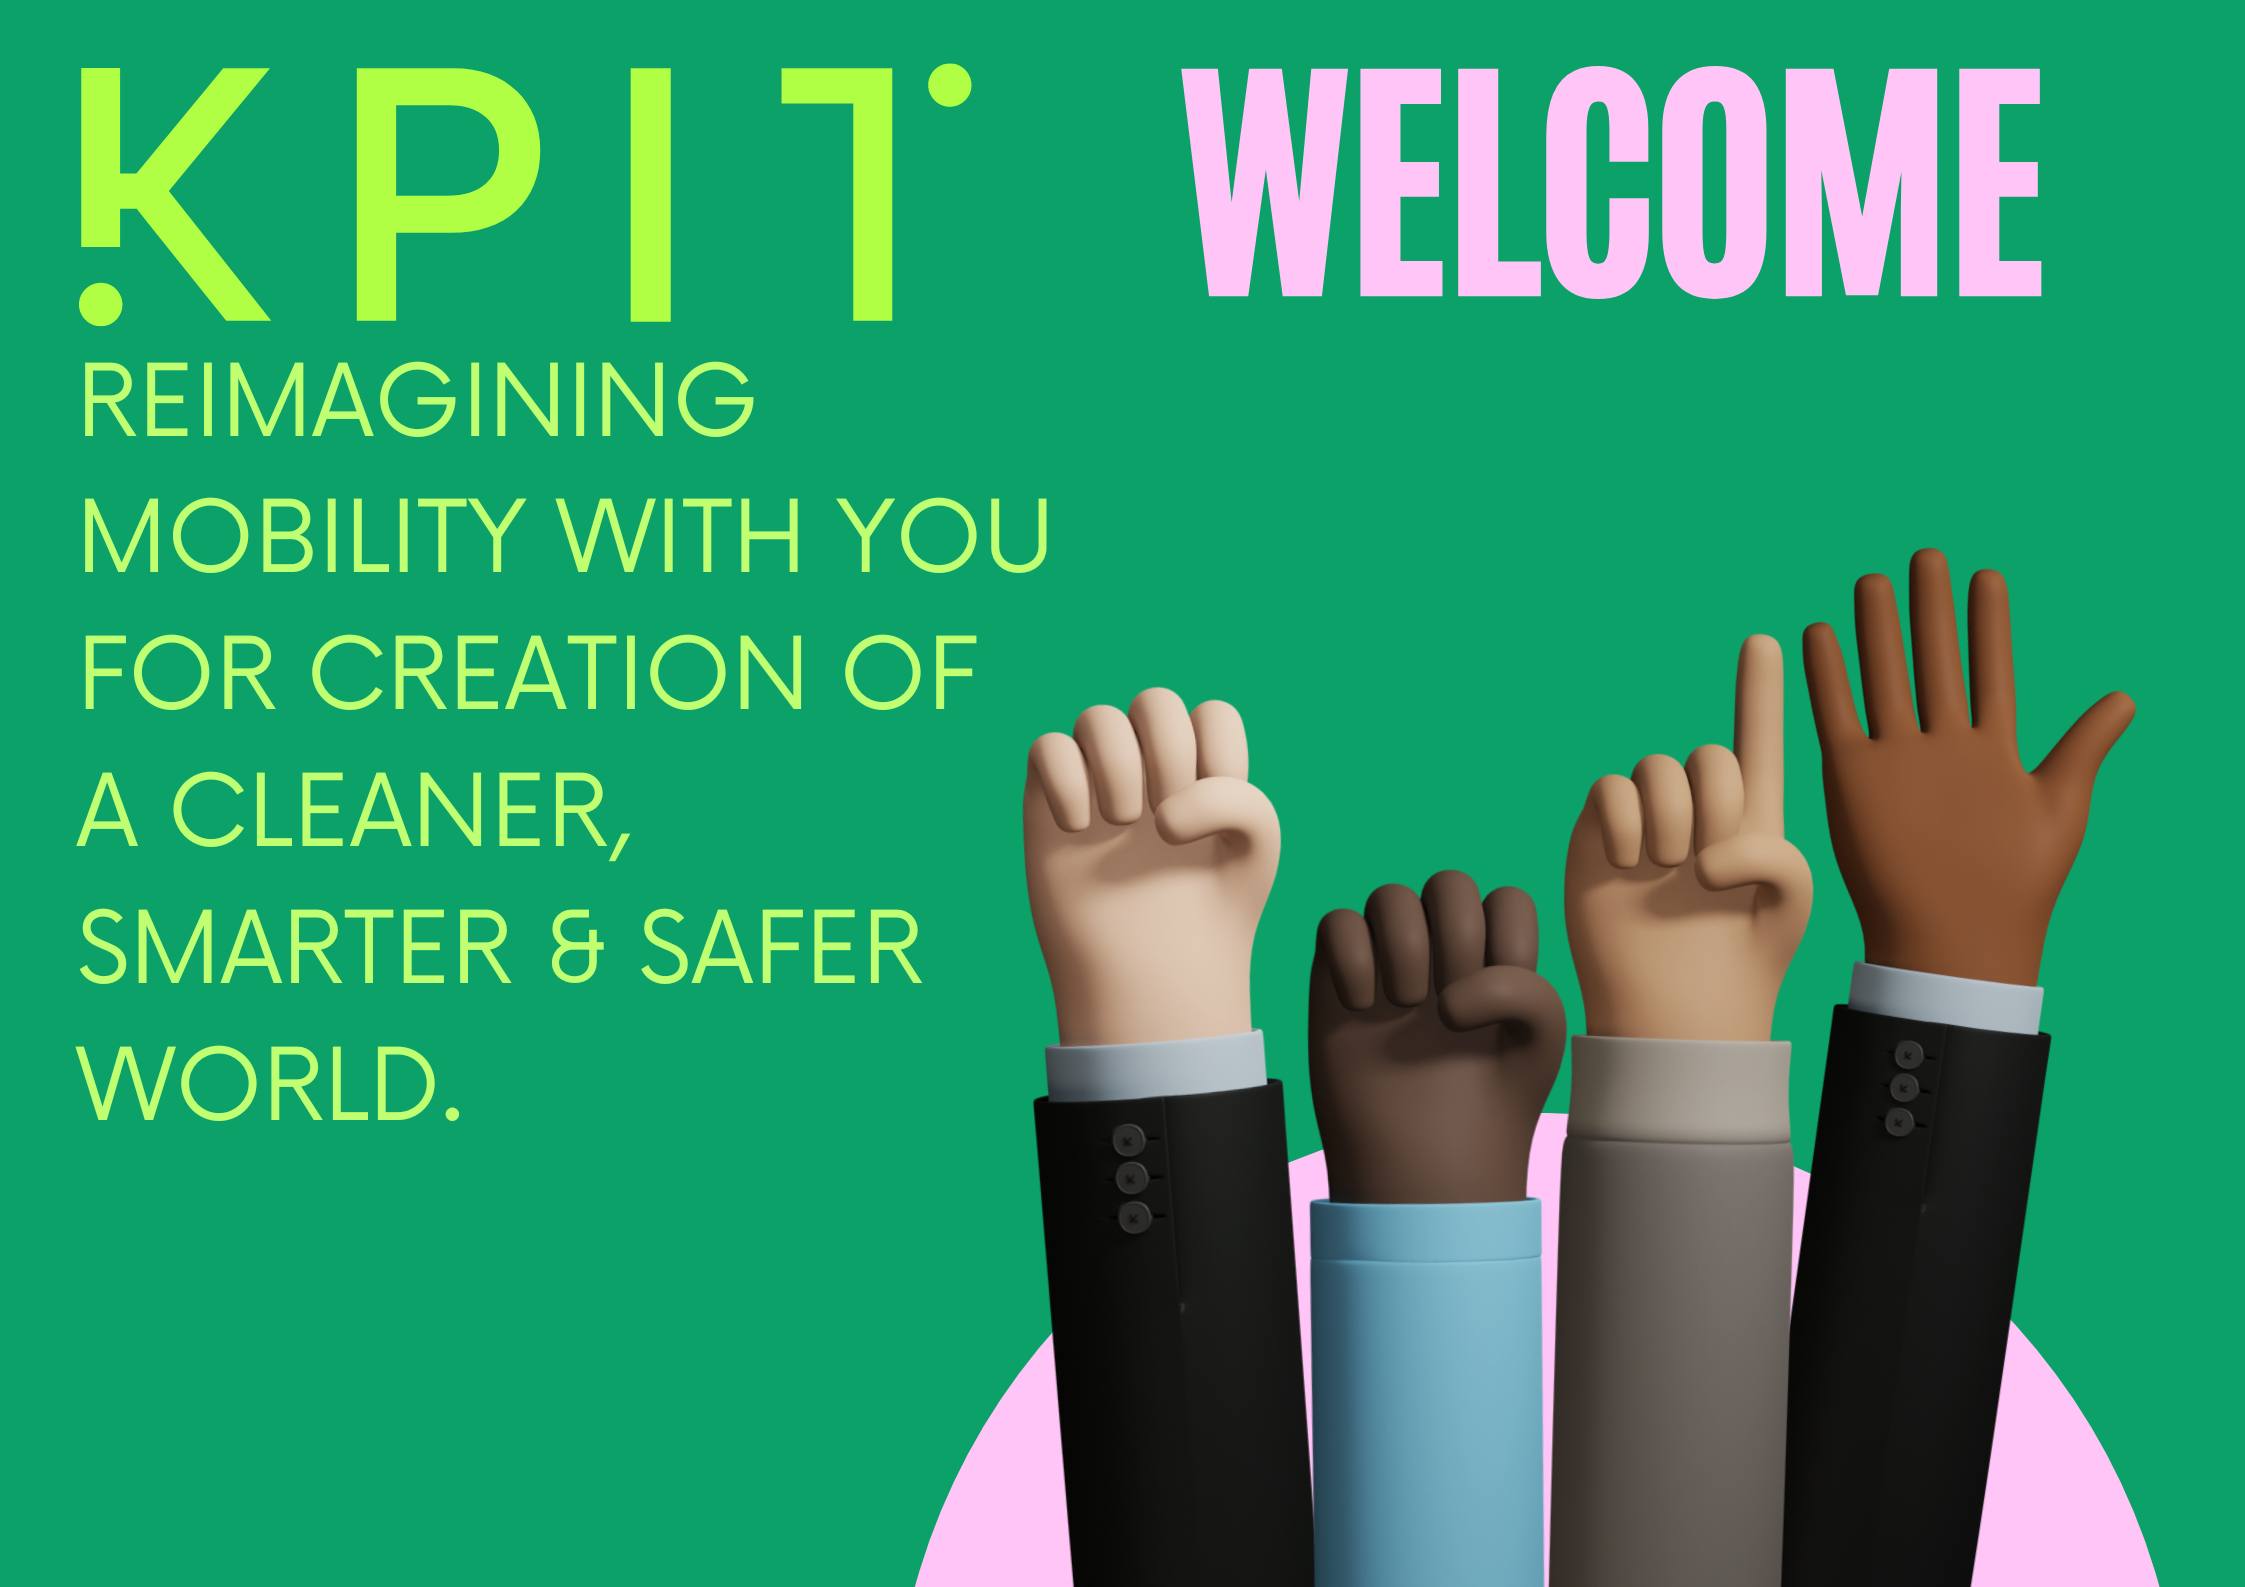 KPIT
WELCOME
REIMAGINING
MOBILITY WITH YOU
FOR CREATION OF
A CLEANER,
SMARTER & SAFER
WORLD.